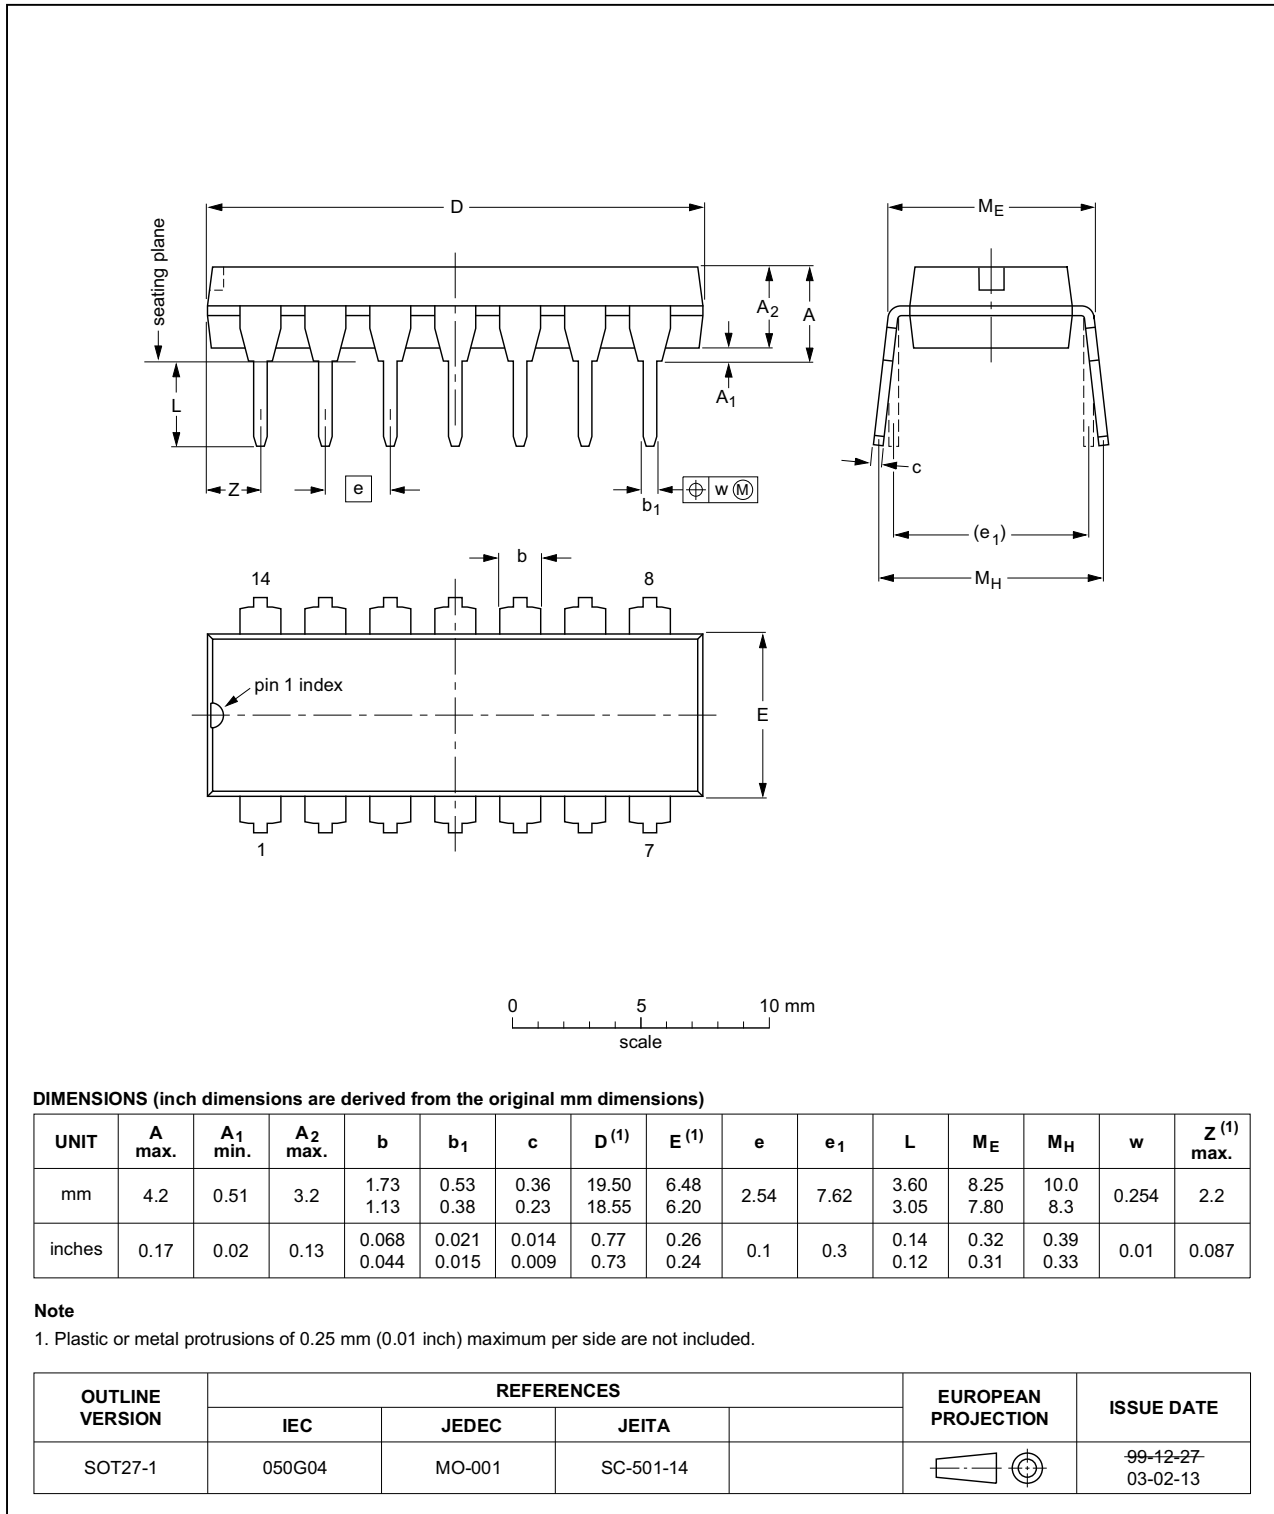 D
M_E
seating plane
A_2
A
L
A_1
c
Z
e
b_1
w Ⓜ
(e_1)
M_H
b
14
8
pin 1 index
E
1
7
0 5 10 mm
scale
DIMENSIONS (inch dimensions are derived from the original mm dimensions)
UNIT A max. A1 min. A2 max. b b1 c D(1) E(1) e e1 L ME MH w Z(1) max.
mm 4.2 0.51 3.2 1.73 1.13 0.53 0.38 0.36 0.23 19.50 18.55 6.48 6.20 2.54 7.62 3.60 3.05 8.25 7.80 10.0 8.3 0.254 2.2
inches 0.17 0.02 0.13 0.068 0.044 0.021 0.015 0.014 0.009 0.77 0.73 0.26 0.24 0.1 0.3 0.14 0.12 0.32 0.31 0.39 0.33 0.01 0.087
Note
1. Plastic or metal protrusions of 0.25 mm (0.01 inch) maximum per side are not included.
OUTLINE VERSION REFERENCES EUROPEAN PROJECTION ISSUE DATE
IEC JEDEC JEITA
SOT27-1 050G04 MO-001 SC-501-14 99-12-27
03-02-13